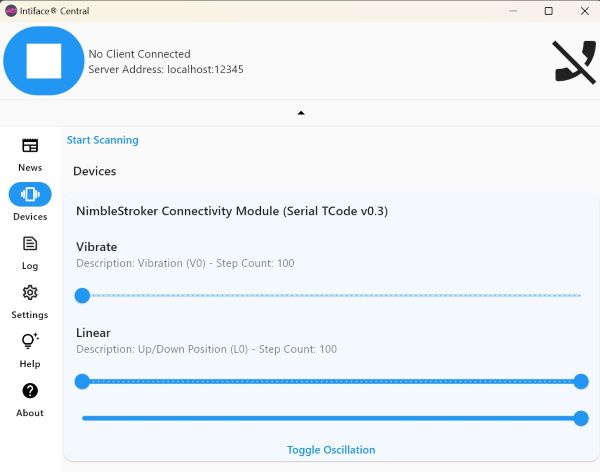 Intiface® Central
No Client Connected
Server Address: localhost:12345
Start Scanning
News
Devices
Log
Settings
Help
About
Devices
NimbleStroker Connectivity Module (Serial TCode v0.3)
Vibrate
Description: Vibration (V0) - Step Count: 100
Linear
Description: Up/Down Position (L0) - Step Count: 100
Toggle Oscillation